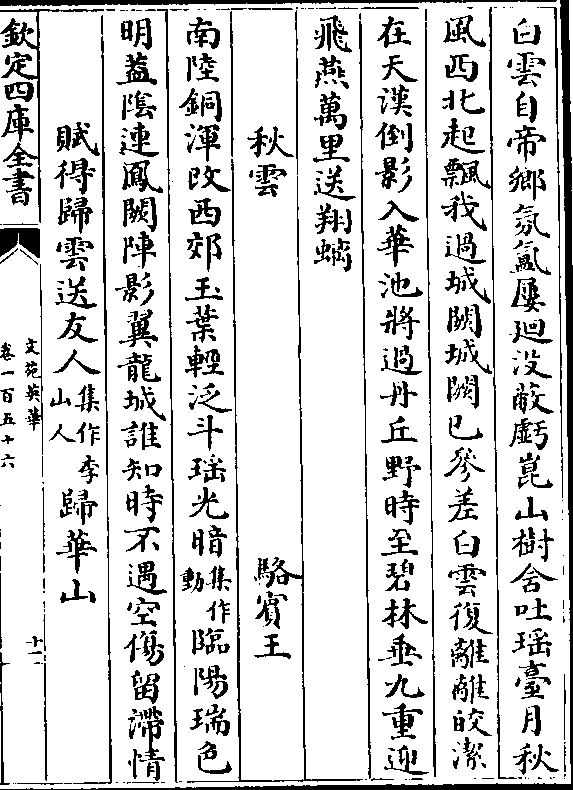 白雲自帝郷氛氲屢廻没蔽虧崑山樹含吐瑶臺月秋
風西北起飄我過城闕城闕已參差白雲復離離皎潔
在天漢倒影入華池將過丹丘野時至碧林垂九重迎
飛燕萬里送翔螭
秋雲 駱賓王
南陸銅渾改西郊玉葉輕泛斗瑶光暗集作動臨陽瑞色
明葢陰連鳳闕陣影翼龍城誰知時不遇空傷留滯情
賦得歸雲送友人集作李山人歸華山
欽定四庫全書
文苑英華
卷一百五十六
十一